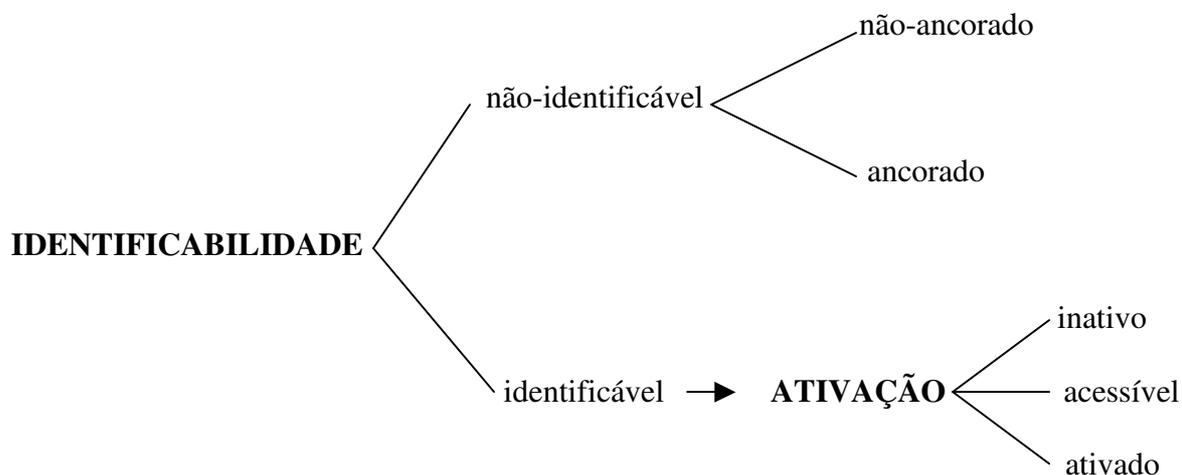 não-ancorado
não-identificável
ancorado
IDENTIFICABILIDADE
inativo
identificável
ATIVAÇÃO
acessível
ativado